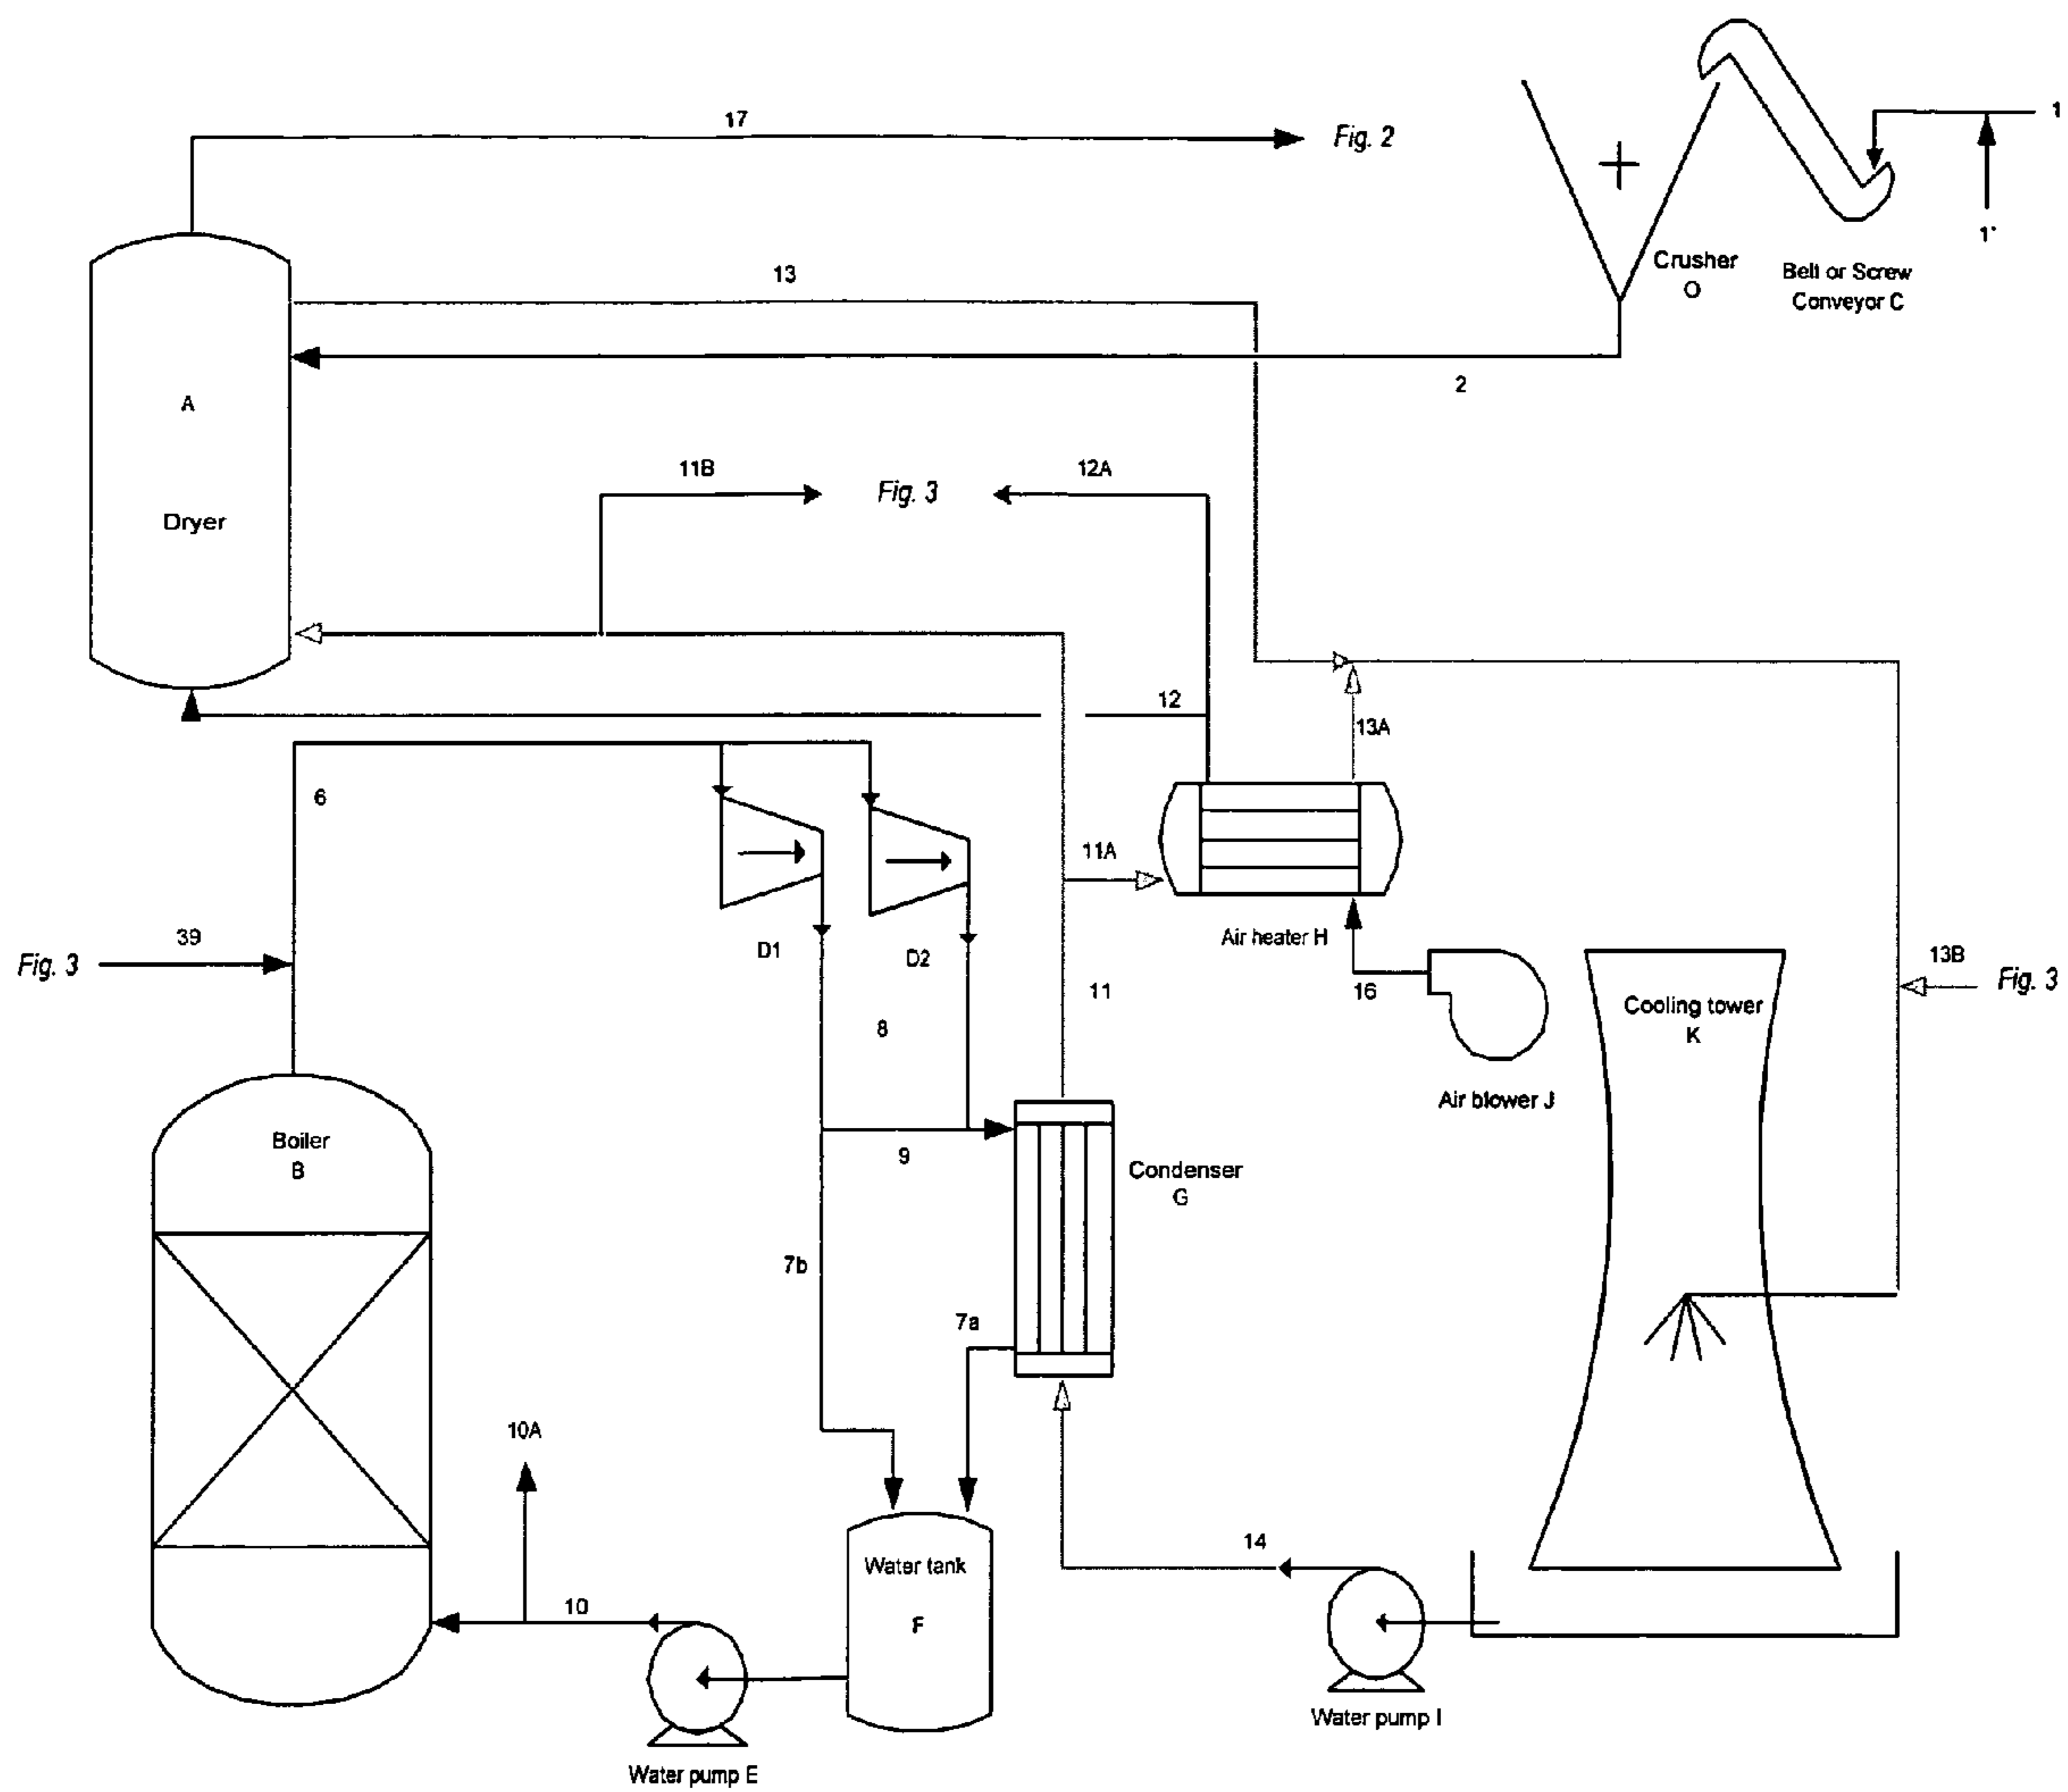 1
17
Fig. 2
1'
Crusher
O
Belt or Screw
Conveyor C
13
2
A
Dryer
11B
Fig. 3
12A
12
13A
6
11A
Air heater H
39
Fig. 3
D1
D2
11
16
Cooling tower
K
13B
Fig. 3
8
Air blower J
Boiler
B
9
Condenser
G
7b
7a
10A
14
Water tank
F
10
Water pump I
Water pump E